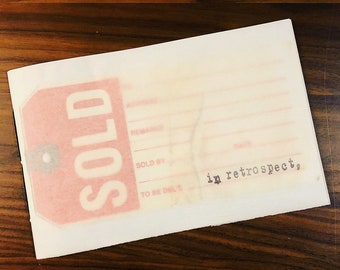 SOLD
ADDRESS
REMARKS
SOLD BY
DATE
TO BE DEL'D
in retrospect,